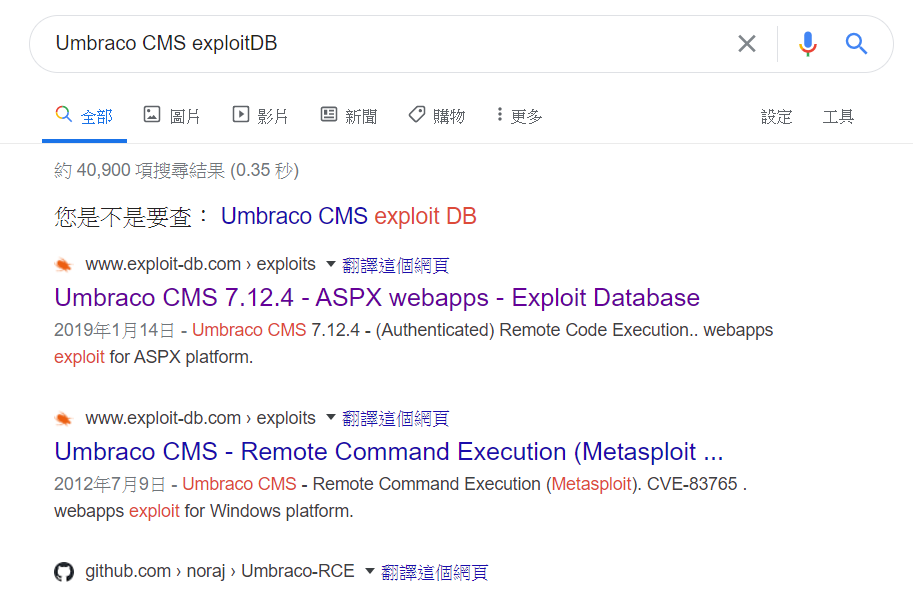 Umbraco CMS exploitDB
全部 圖片 影片 新聞 購物 更多 設定 工具
約 40,900 項搜尋結果 (0.35 秒)
您是不是要查： Umbraco CMS exploit DB
www.exploit-db.com › exploits 翻譯這個網頁
Umbraco CMS 7.12.4 - ASPX webapps - Exploit Database
2019年1月14日 - Umbraco CMS 7.12.4 - (Authenticated) Remote Code Execution.. webapps
exploit for ASPX platform.
www.exploit-db.com › exploits 翻譯這個網頁
Umbraco CMS - Remote Command Execution (Metasploit ...
2012年7月9日 - Umbraco CMS - Remote Command Execution (Metasploit). CVE-83765 .
webapps exploit for Windows platform.
github.com › noraj › Umbraco-RCE 翻譯這個網頁